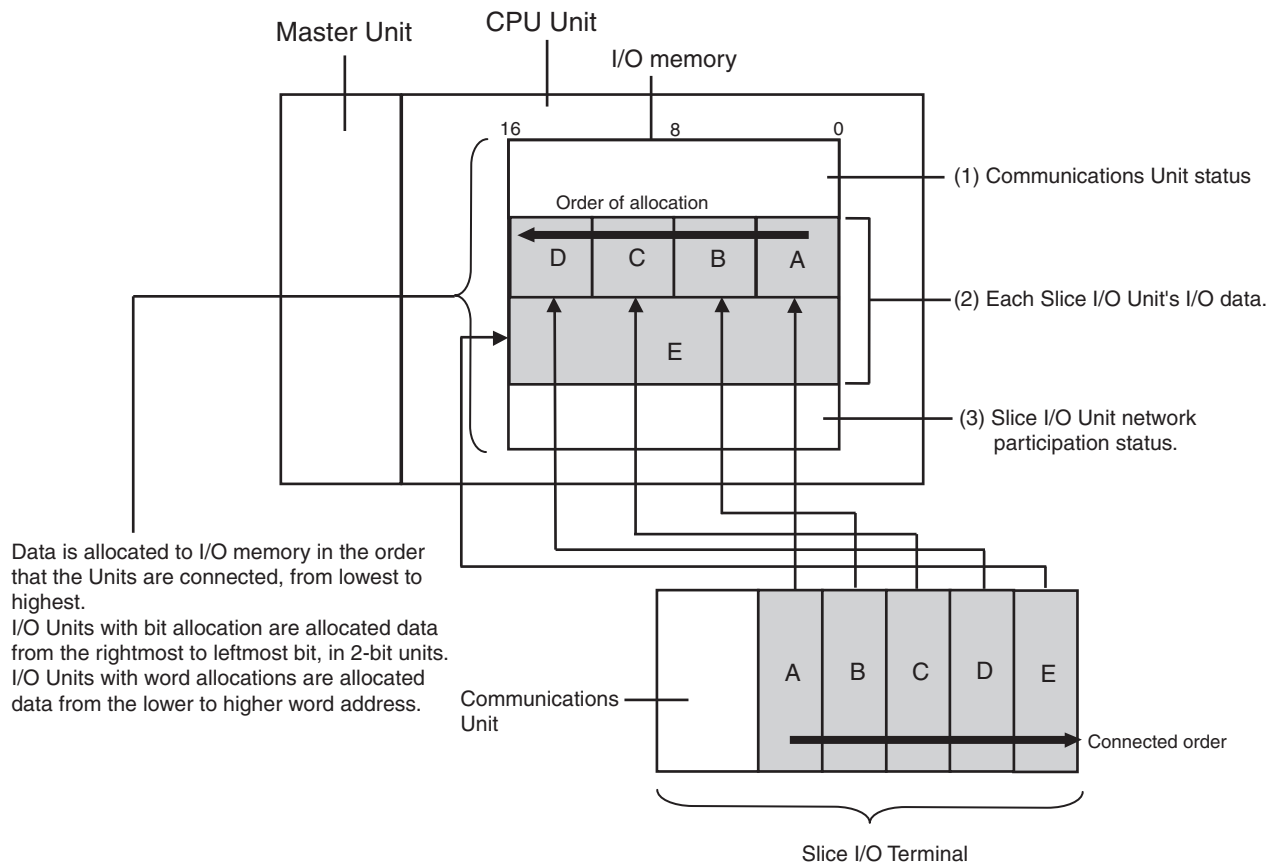 Master Unit
CPU Unit
I/O memory
16
8
0
(1) Communications Unit status
Order of allocation
D
C
B
A
(2) Each Slice I/O Unit's I/O data.
E
(3) Slice I/O Unit network
participation status.
Data is allocated to I/O memory in the order
that the Units are connected, from lowest to
highest.
I/O Units with bit allocation are allocated data
from the rightmost to leftmost bit, in 2-bit units.
I/O Units with word allocations are allocated
data from the lower to higher word address.
Communications
Unit
A
B
C
D
E
Connected order
Slice I/O Terminal